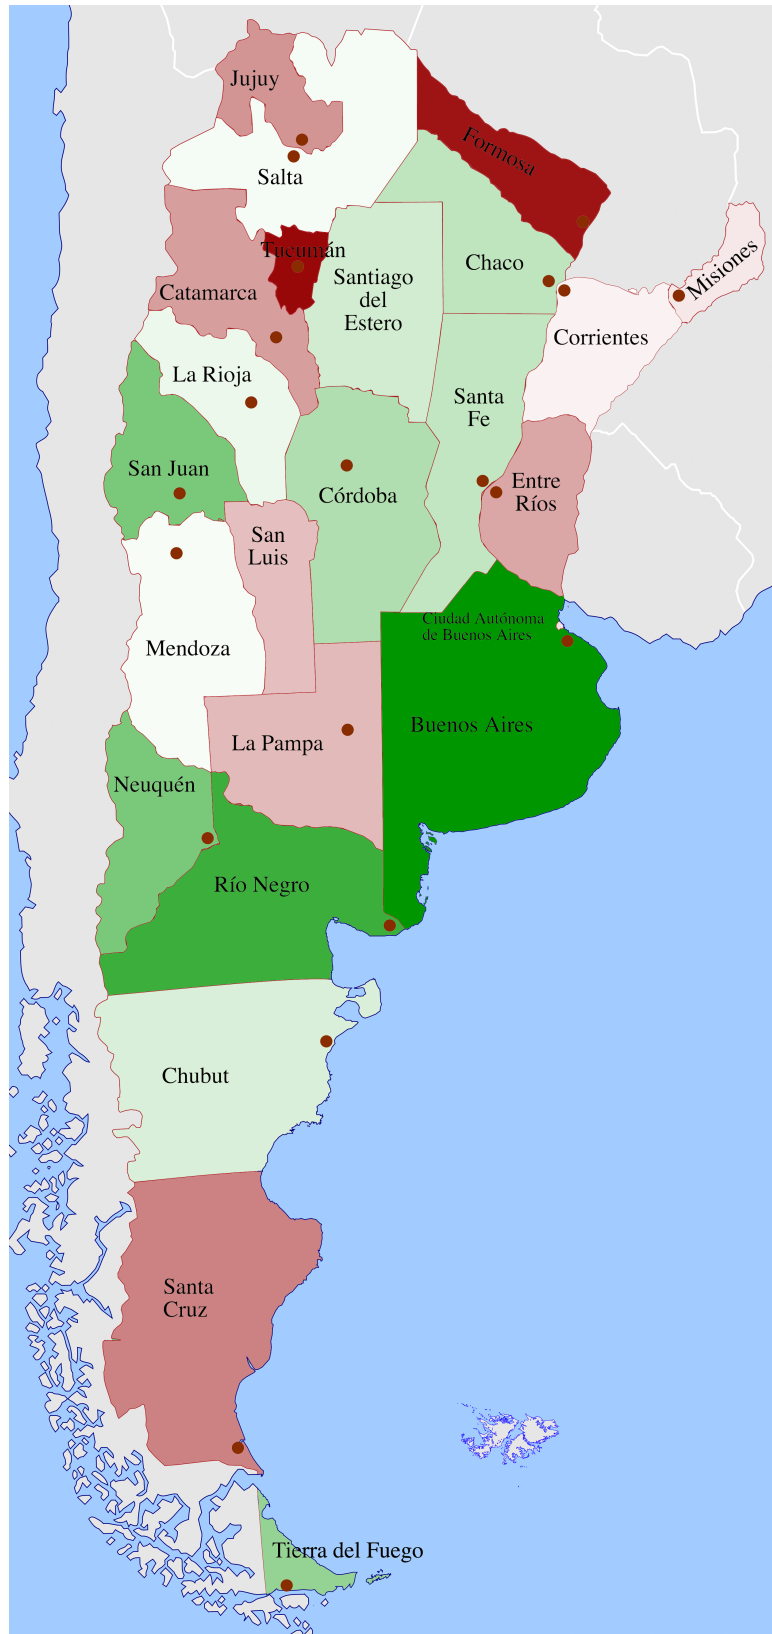 Jujuy
Formosa
Salta
Tucumán
Chaco
Misiones
Santiago
del
Estero
Catamarca
Corrientes
La Rioja
Santa
Fe
San Juan
Córdoba
Entre
Ríos
San
Luis
Ciudad Autónoma
de Buenos Aires
Mendoza
Buenos Aires
La Pampa
Neuquén
Río Negro
Chubut
Santa
Cruz
Tierra del Fuego